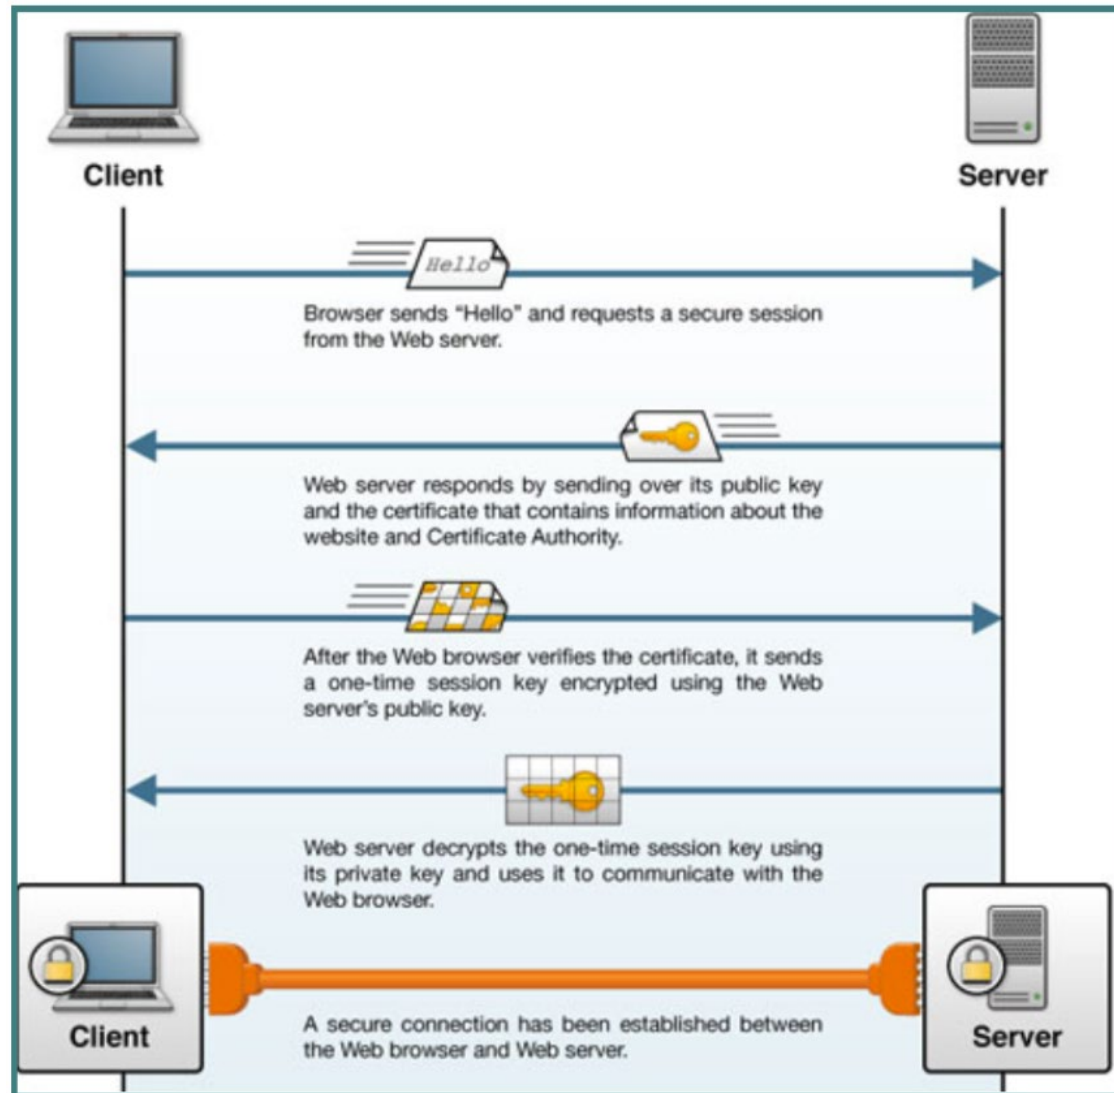 Client
Server
Hello
Browser sends “Hello” and requests a secure session
from the Web server.
Web server responds by sending over its public key
and the certificate that contains information about the
website and Certificate Authority.
After the Web browser verifies the certificate, it sends
a one-time session key encrypted using the Web
server’s public key.
Web server decrypts the one-time session key using
its private key and uses it to communicate with the
Web browser.
Client
Server
A secure connection has been established between
the Web browser and Web server.